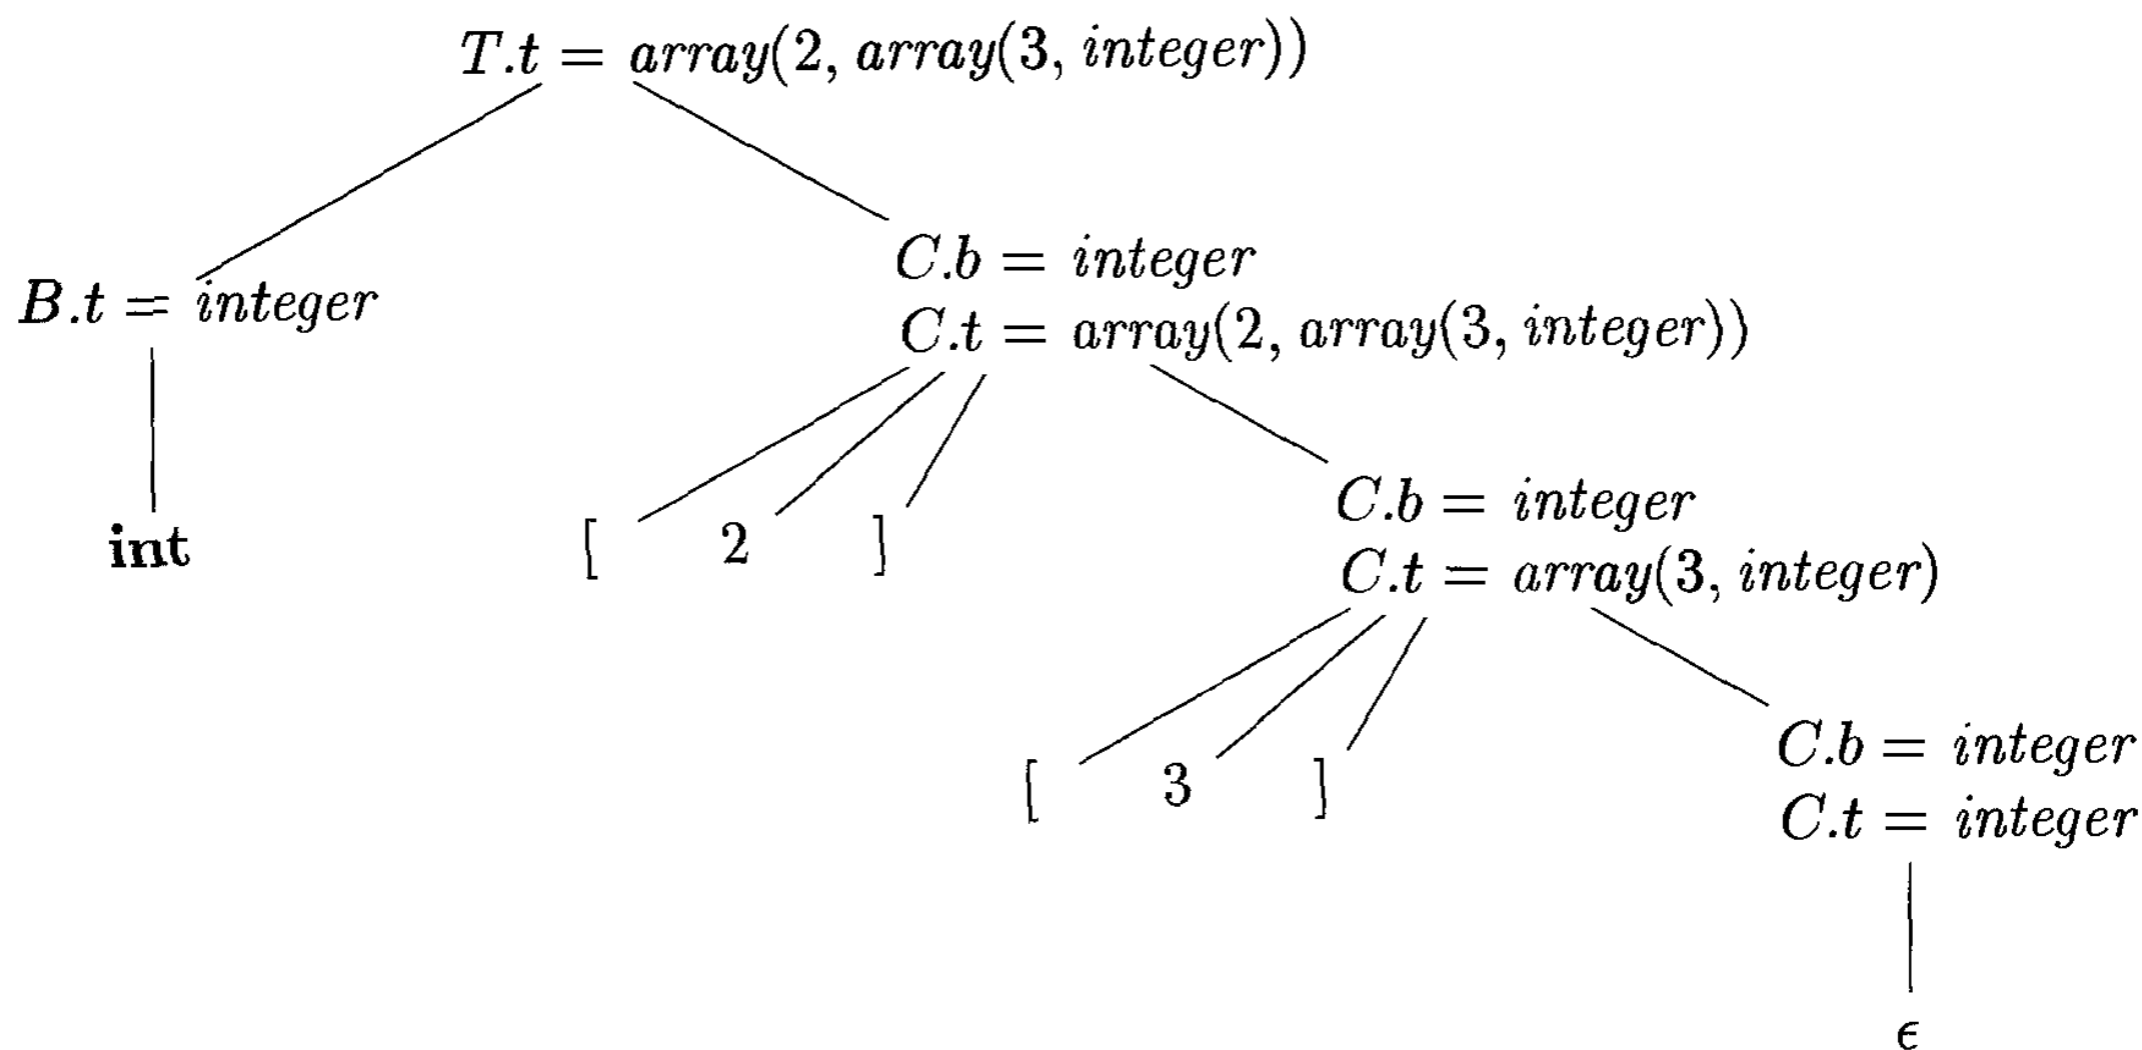 T.t = array(2, array(3, integer))
C.b = integer
B.t = integer
C.t = array(2, array(3, integer))
C.b = integer
int
[ 2 ]
C.t = array(3, integer)
C.b = integer
[ 3 ]
C.t = integer
ϵ